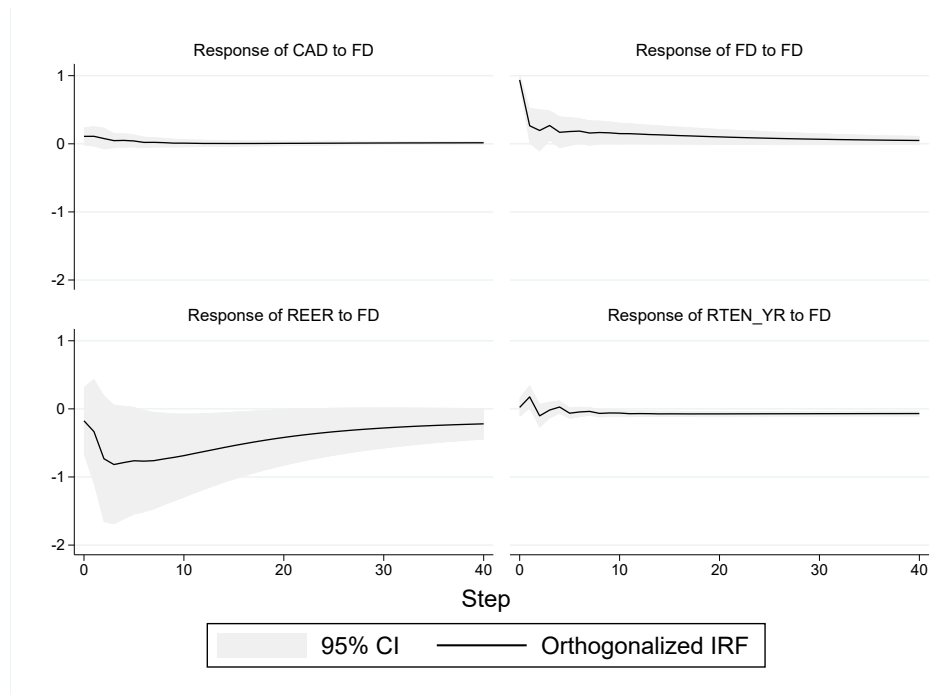 Response of CAD to FD
Response of FD to FD
1
0
-1
-2
Response of REER to FD
Response of RTEN_YR to FD
1
0
-1
-2
0 10 20 30 40
0 10 20 30 40
Step
95% CI Orthogonalized IRF